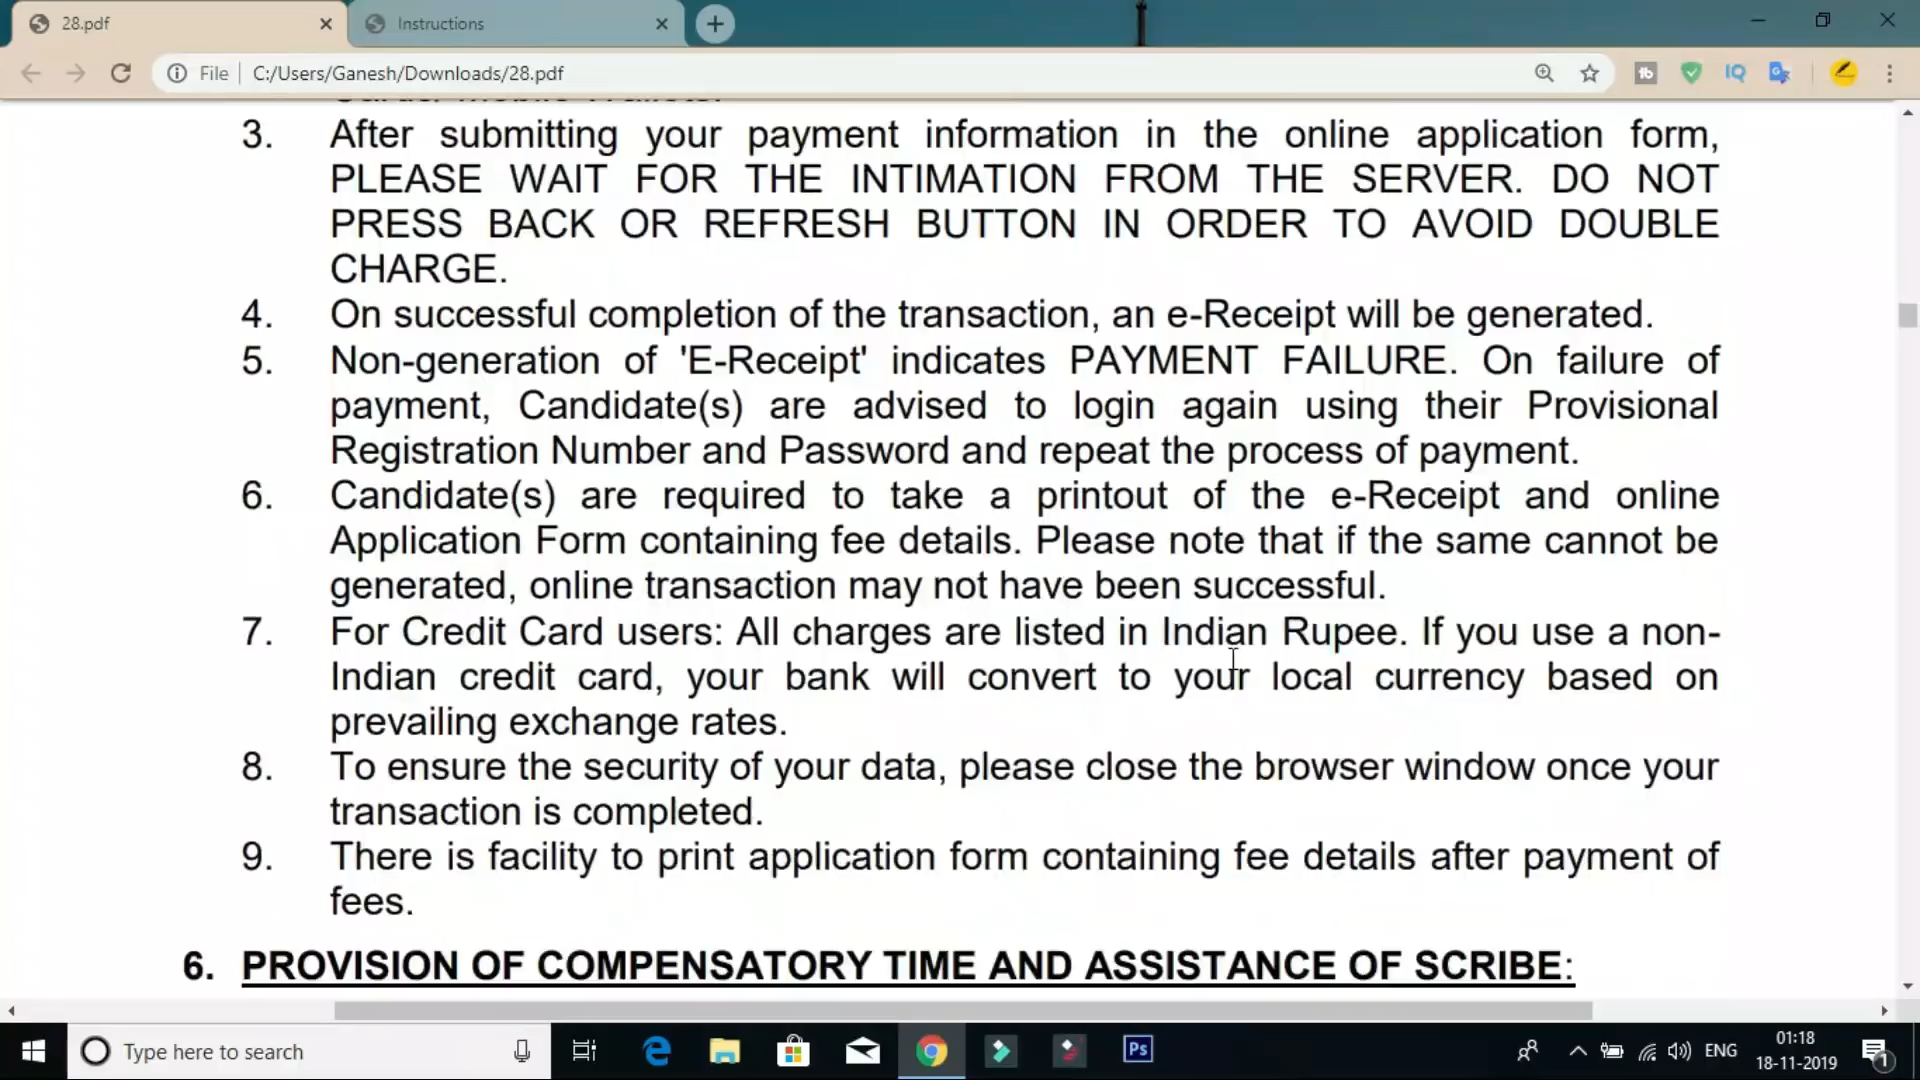 28.pdf
Instructions
File
C:/Users/Ganesh/Downloads/28.pdf
3. After submitting your payment information in the online application form,
PLEASE WAIT FOR THE INTIMATION FROM THE SERVER. DO NOT
PRESS BACK OR REFRESH BUTTON IN ORDER TO AVOID DOUBLE
CHARGE.
4. On successful completion of the transaction, an e-Receipt will be generated.
5. Non-generation of 'E-Receipt' indicates PAYMENT FAILURE. On failure of
payment, Candidate(s) are advised to login again using their Provisional
Registration Number and Password and repeat the process of payment.
6. Candidate(s) are required to take a printout of the e-Receipt and online
Application Form containing fee details. Please note that if the same cannot be
generated, online transaction may not have been successful.
7. For Credit Card users: All charges are listed in Indian Rupee. If you use a non-
Indian credit card, your bank will convert to your local currency based on
prevailing exchange rates.
8. To ensure the security of your data, please close the browser window once your
transaction is completed.
9. There is facility to print application form containing fee details after payment of
fees.
6. PROVISION OF COMPENSATORY TIME AND ASSISTANCE OF SCRIBE:
Type here to search
Ps
ENG
01:18
18-11-2019
1